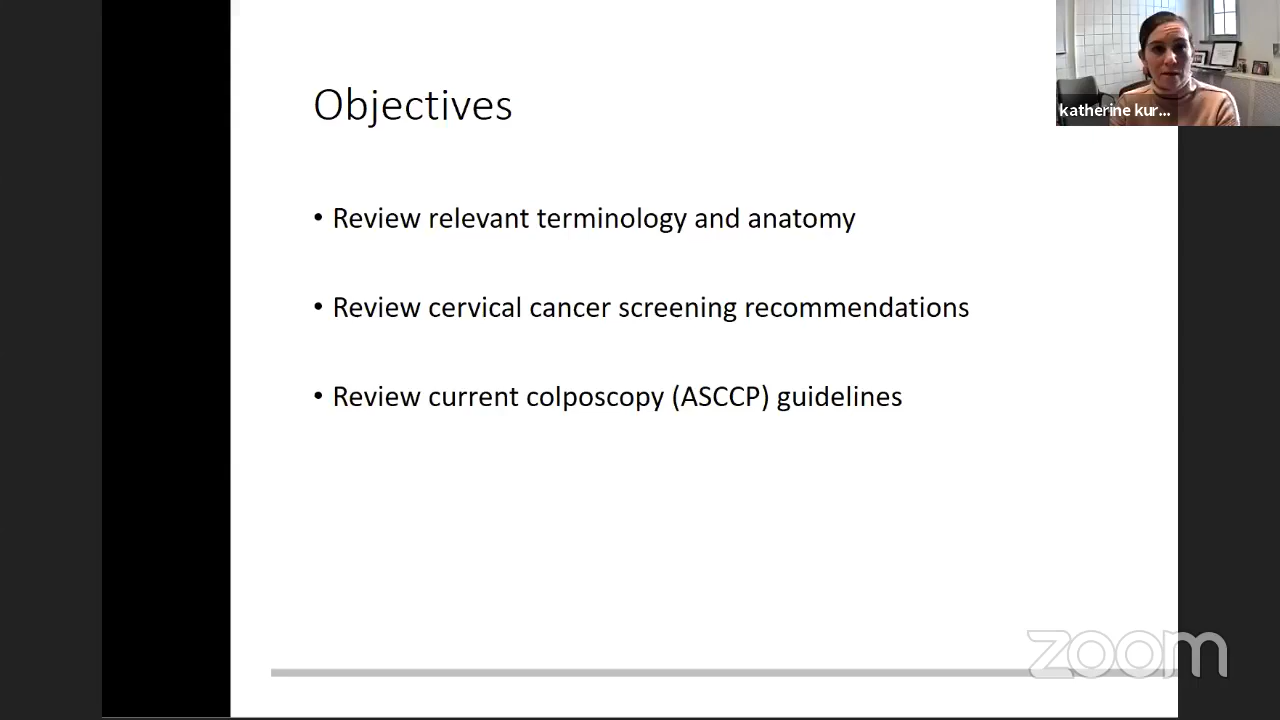 Objectives
• Review relevant terminology and anatomy
• Review cervical cancer screening recommendations
• Review current colposcopy (ASCCP) guidelines
katherine kur...
zoom